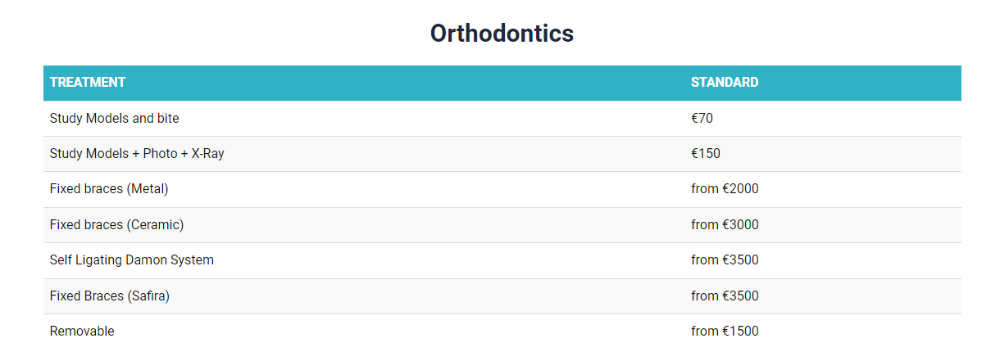 Orthodontics
TREATMENT STANDARD
Study Models and bite €70
Study Models + Photo + X-Ray €150
Fixed braces (Metal) from €2000
Fixed braces (Ceramic) from €3000
Self Ligating Damon System from €3500
Fixed Braces (Safira) from €3500
Removable from €1500